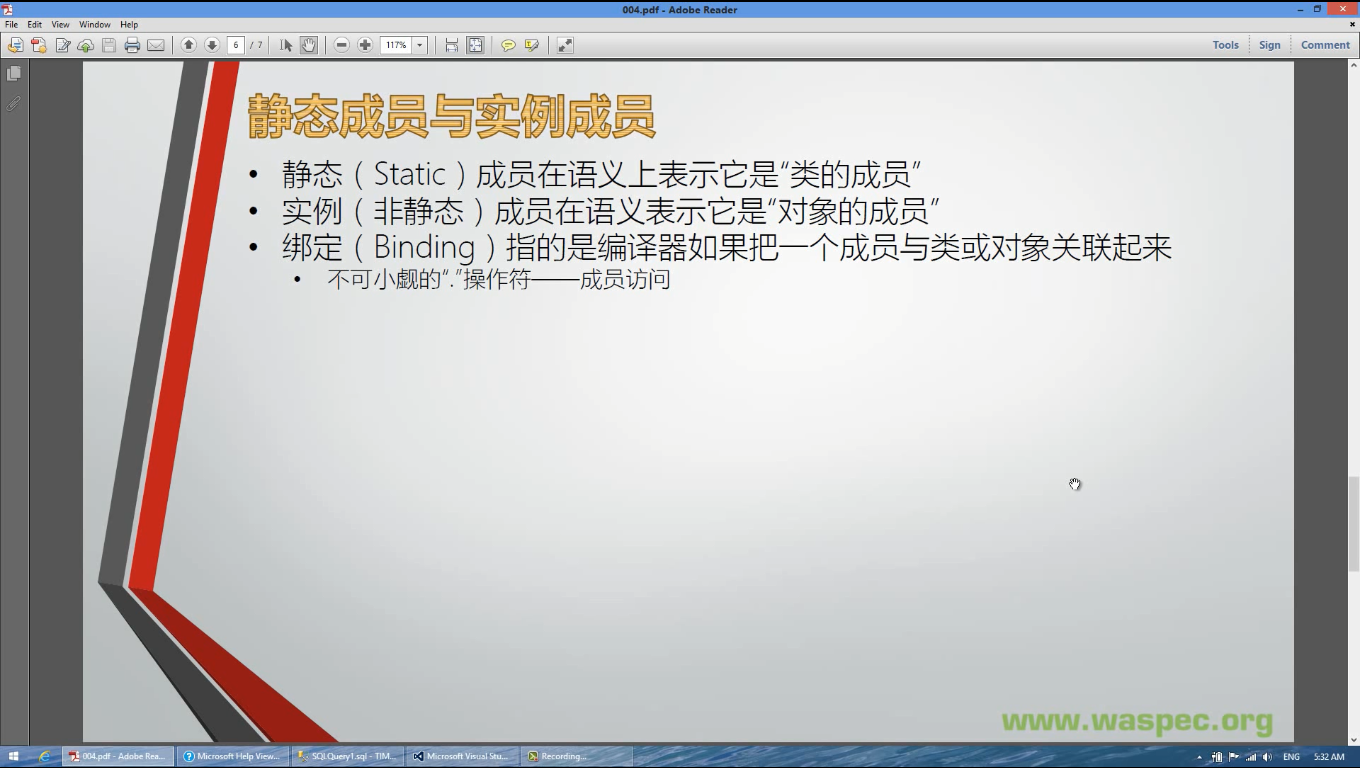 004.pdf - Adobe Reader
File Edit View Window Help
6 / 7 117% Tools Sign Comment
静态成员与实例成员
• 静态（Static）成员在语义上表示它是“类的成员”
• 实例（非静态）成员在语义表示它是“对象的成员”
• 绑定（Binding）指的是编译器如果把一个成员与类或对象关联起来
• 不可小觑的“.”操作符——成员访问
www.waspec.org
004.pdf - Adobe Rea... Microsoft Help View... SQLQuery1.sql - TIM... Microsoft Visual Stu... Recording... ENG 5:32 AM